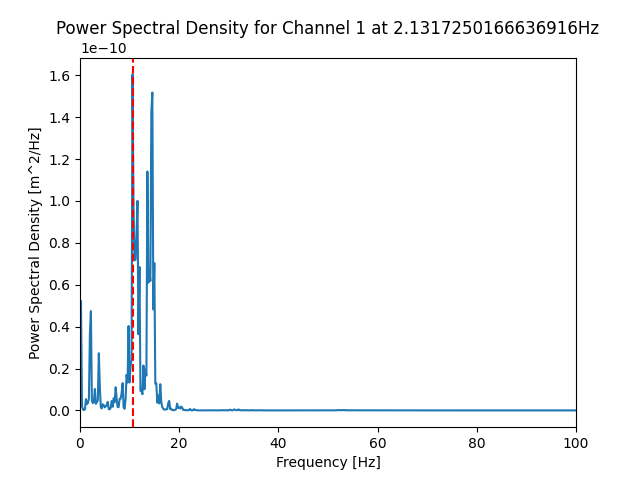 Power Spectral Density for Channel 1 at 2.1317250166636916Hz
1e−10
1.6
1.4
1.2
1.0
0.8
0.6
0.4
0.2
0.0
Power Spectral Density [m^2/Hz]
0 20 40 60 80 100
Frequency [Hz]